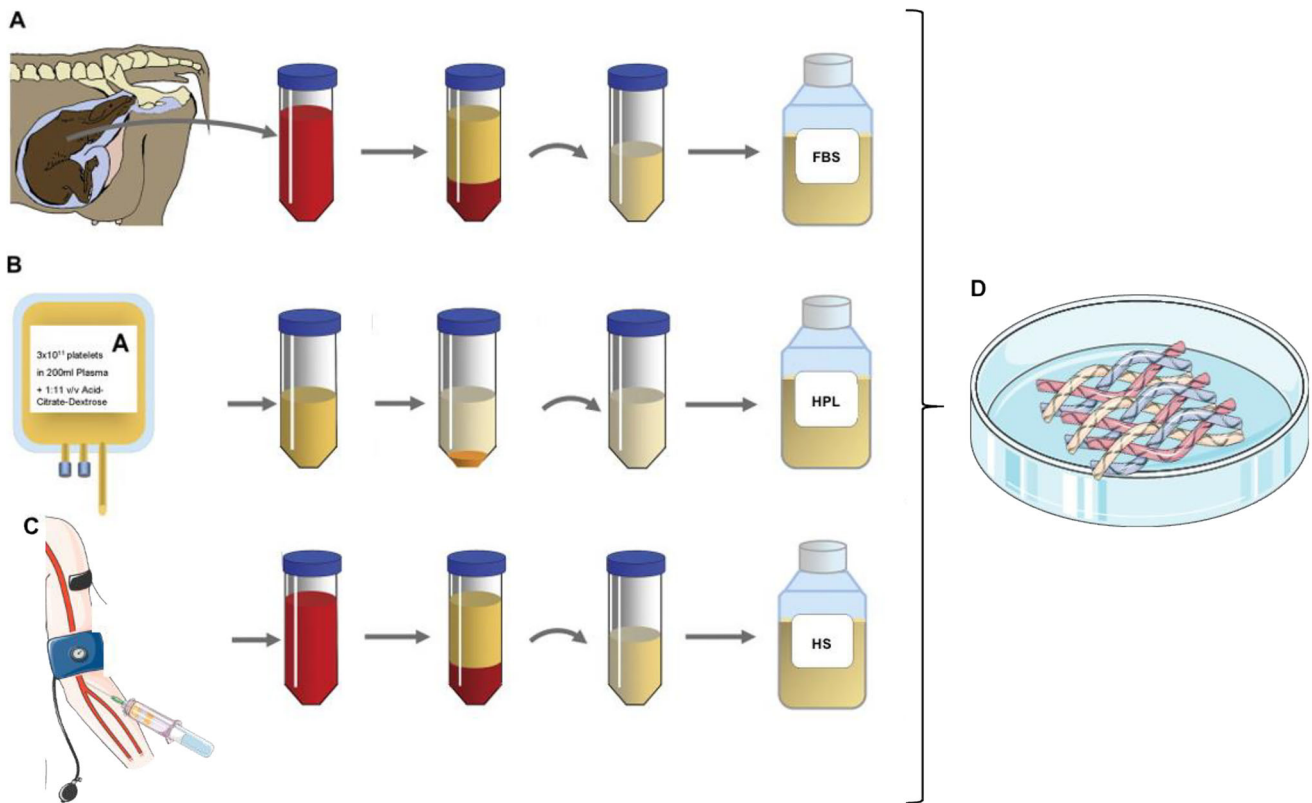 A
FBS
B
A
3x10¹¹ platelets
in 200ml Plasma
+ 1:11 v/v Acid-
Citrate-Dextrose
HPL
C
HS
D